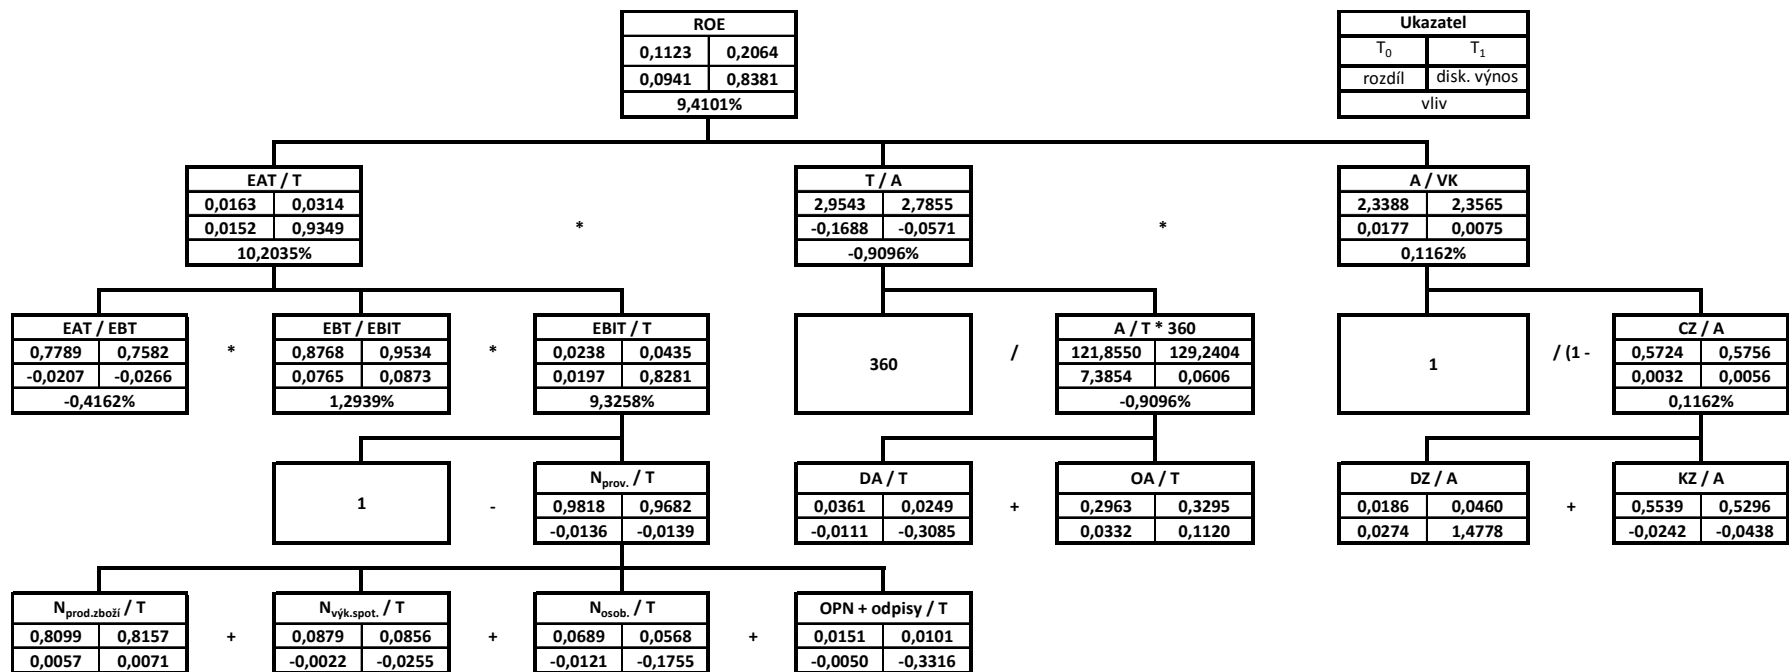 ROE
0,1123 0,2064
0,0941 0,8381
9,4101%
Ukazatel
T0 T1
rozdíl disk. výnos
vliv
EAT / T
0,0163 0,0314
0,0152 0,9349
10,2035%
*
T / A
2,9543 2,7855
-0,1688 -0,0571
-0,9096%
*
A / VK
2,3388 2,3565
0,0177 0,0075
0,1162%
EAT / EBT
0,7789 0,7582
-0,0207 -0,0266
-0,4162%
*
EBT / EBIT
0,8768 0,9534
0,0765 0,0873
1,2939%
*
EBIT / T
0,0238 0,0435
0,0197 0,8281
9,3258%
360
/
A / T * 360
121,8550 129,2404
7,3854 0,0606
-0,9096%
1
/ (1 -
CZ / A
0,5724 0,5756
0,0032 0,0056
0,1162%
1
-
Nprov. / T
0,9818 0,9682
-0,0136 -0,0139
DA / T
0,0361 0,0249
-0,0111 -0,3085
+
OA / T
0,2963 0,3295
0,0332 0,1120
DZ / A
0,0186 0,0460
0,0274 1,4778
+
KZ / A
0,5539 0,5296
-0,0242 -0,0438
Nprod.zboží / T
0,8099 0,8157
0,0057 0,0071
+
Nvýk.spot. / T
0,0879 0,0856
-0,0022 -0,0255
+
Nosob. / T
0,0689 0,0568
-0,0121 -0,1755
+
OPN + odpisy / T
0,0151 0,0101
-0,0050 -0,3316